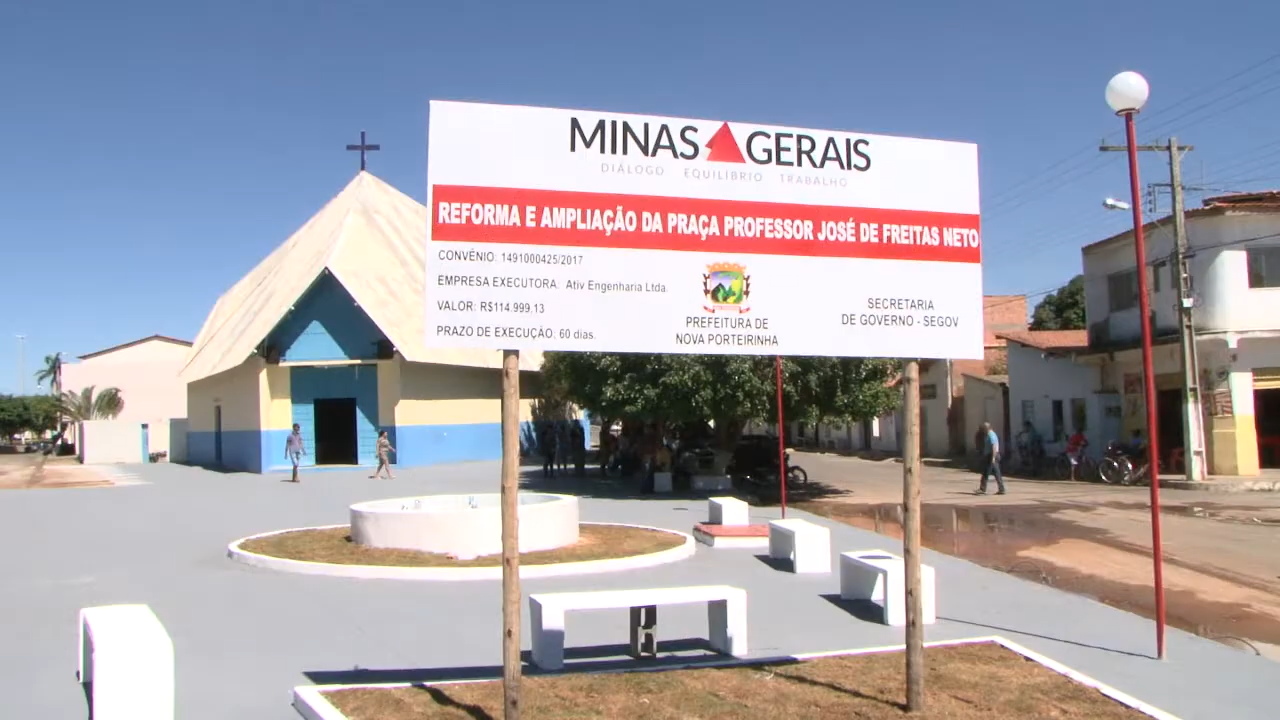 MINAS GERAIS
DIÁLOGO EQUILÍBRIO TRABALHO
REFORMA E AMPLIAÇÃO DA PRAÇA PROFESSOR JOSÉ DE FREITAS NETO
CONVÊNIO: 1491000425/2017
EMPRESA EXECUTORA. Ativ Engenharia Ltda.
VALOR: R$114.999.13
PRAZO DE EXECUÇÃO: 60 dias.
PREFEITURA DE
NOVA PORTEIRINHA
SECRETARIA
DE GOVERNO - SEGOV